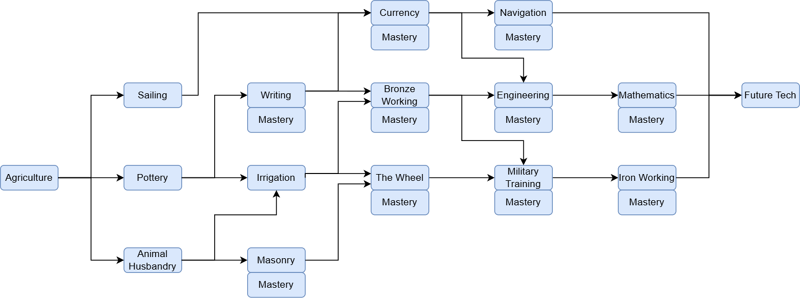 Currency
Mastery
Navigation
Mastery
Sailing
Writing
Mastery
Bronze
Working
Mastery
Engineering
Mastery
Mathematics
Mastery
Future Tech
Agriculture
Pottery
Irrigation
The Wheel
Mastery
Military
Training
Mastery
Iron Working
Mastery
Animal
Husbandry
Masonry
Mastery